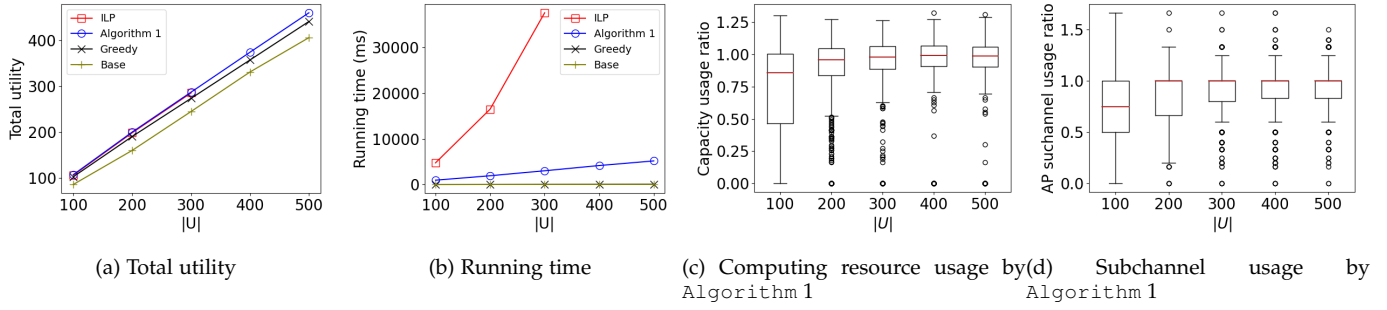 Total utility
400
300
200
100
ILP
Algorithm 1
Greedy
Base
100 200 300 400 500
|U|
(a) Total utility
Running time (ms)
30000
20000
10000
0
ILP
Algorithm 1
Greedy
Base
100 200 300 400 500
|U|
(b) Running time
Capacity usage ratio
1.25
1.00
0.75
0.50
0.25
0.00
100 200 300 400 500
|U|
(c) Computing resource usage by
Algorithm 1
AP suchannel usage ratio
1.5
1.0
0.5
0.0
100 200 300 400 500
|U|
(d) Subchannel usage by
Algorithm 1